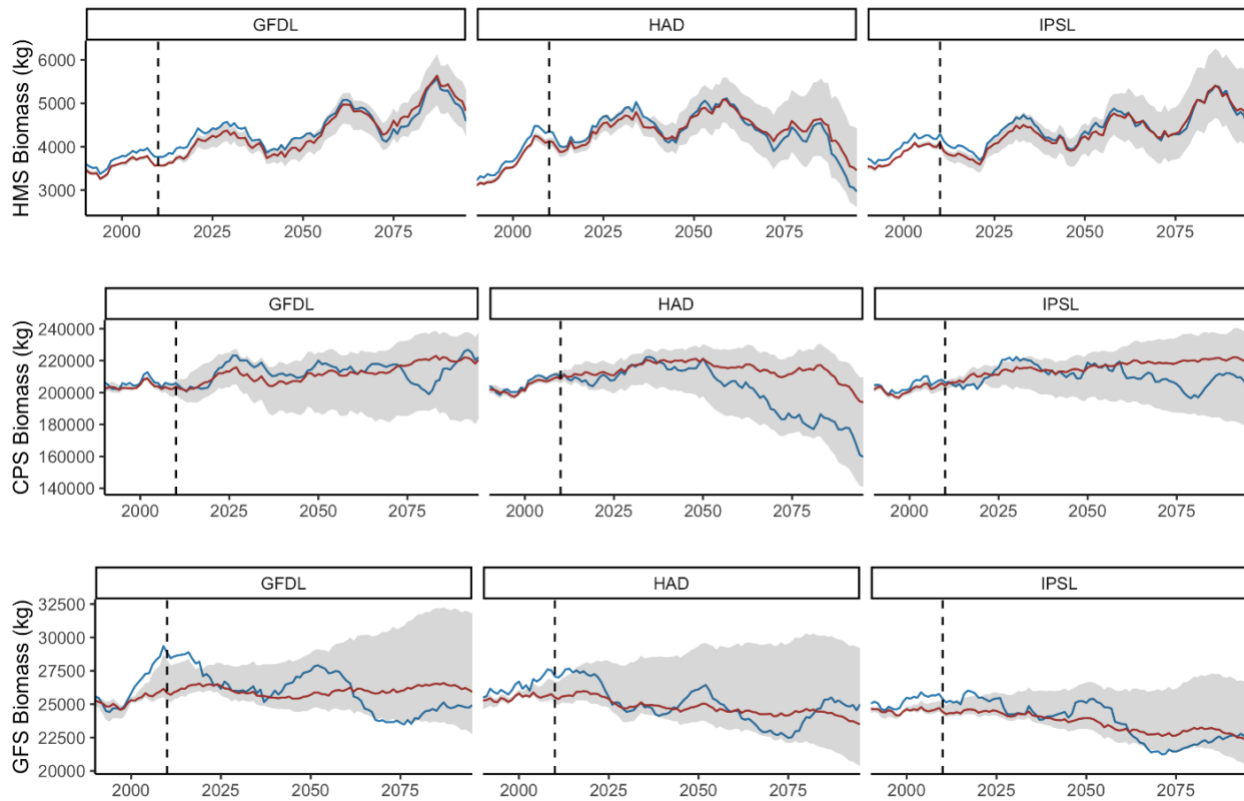 GFDL HAD IPSL
HMS Biomass (kg)
6000
5000
4000
3000
2000 2025 2050 2075 2000 2025 2050 2075 2000 2025 2050 2075
GFDL HAD IPSL
CPS Biomass (kg)
240000
220000
200000
180000
160000
140000
2000 2025 2050 2075 2000 2025 2050 2075 2000 2025 2050 2075
GFDL HAD IPSL
GFS Biomass (kg)
32500
30000
27500
25000
22500
20000
2000 2025 2050 2075 2000 2025 2050 2075 2000 2025 2050 2075